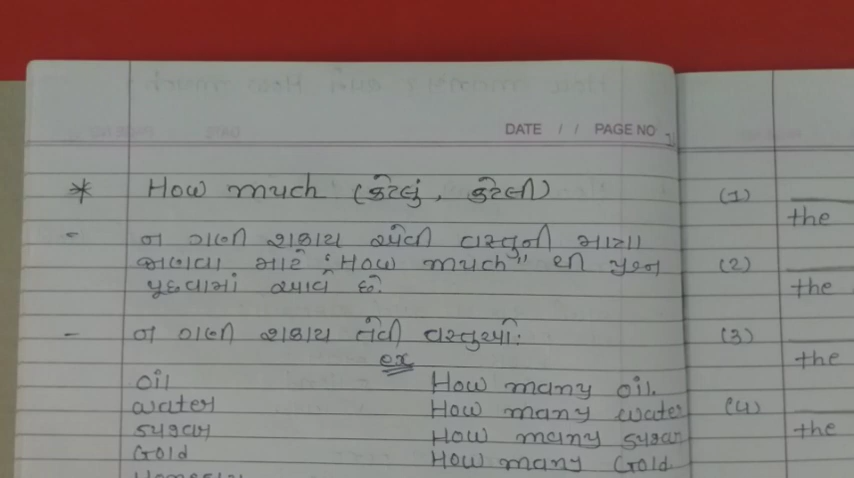 DATE / / PAGE NO
* How much (કેટલું, કેટલી)
- ન ગણી શકાય એવી વસ્તુની માત્રા
જાણવા માટે "How much" થી પ્રશ્ન
પૂછવામાં આવે છે.
- ન ગણી શકાય તેવી વસ્તુઓ:
ex
oil How many oil.
water How many water
sugar How many sugar
Gold How many Gold
(1)
the
(2)
the
(3)
the
(4)
the